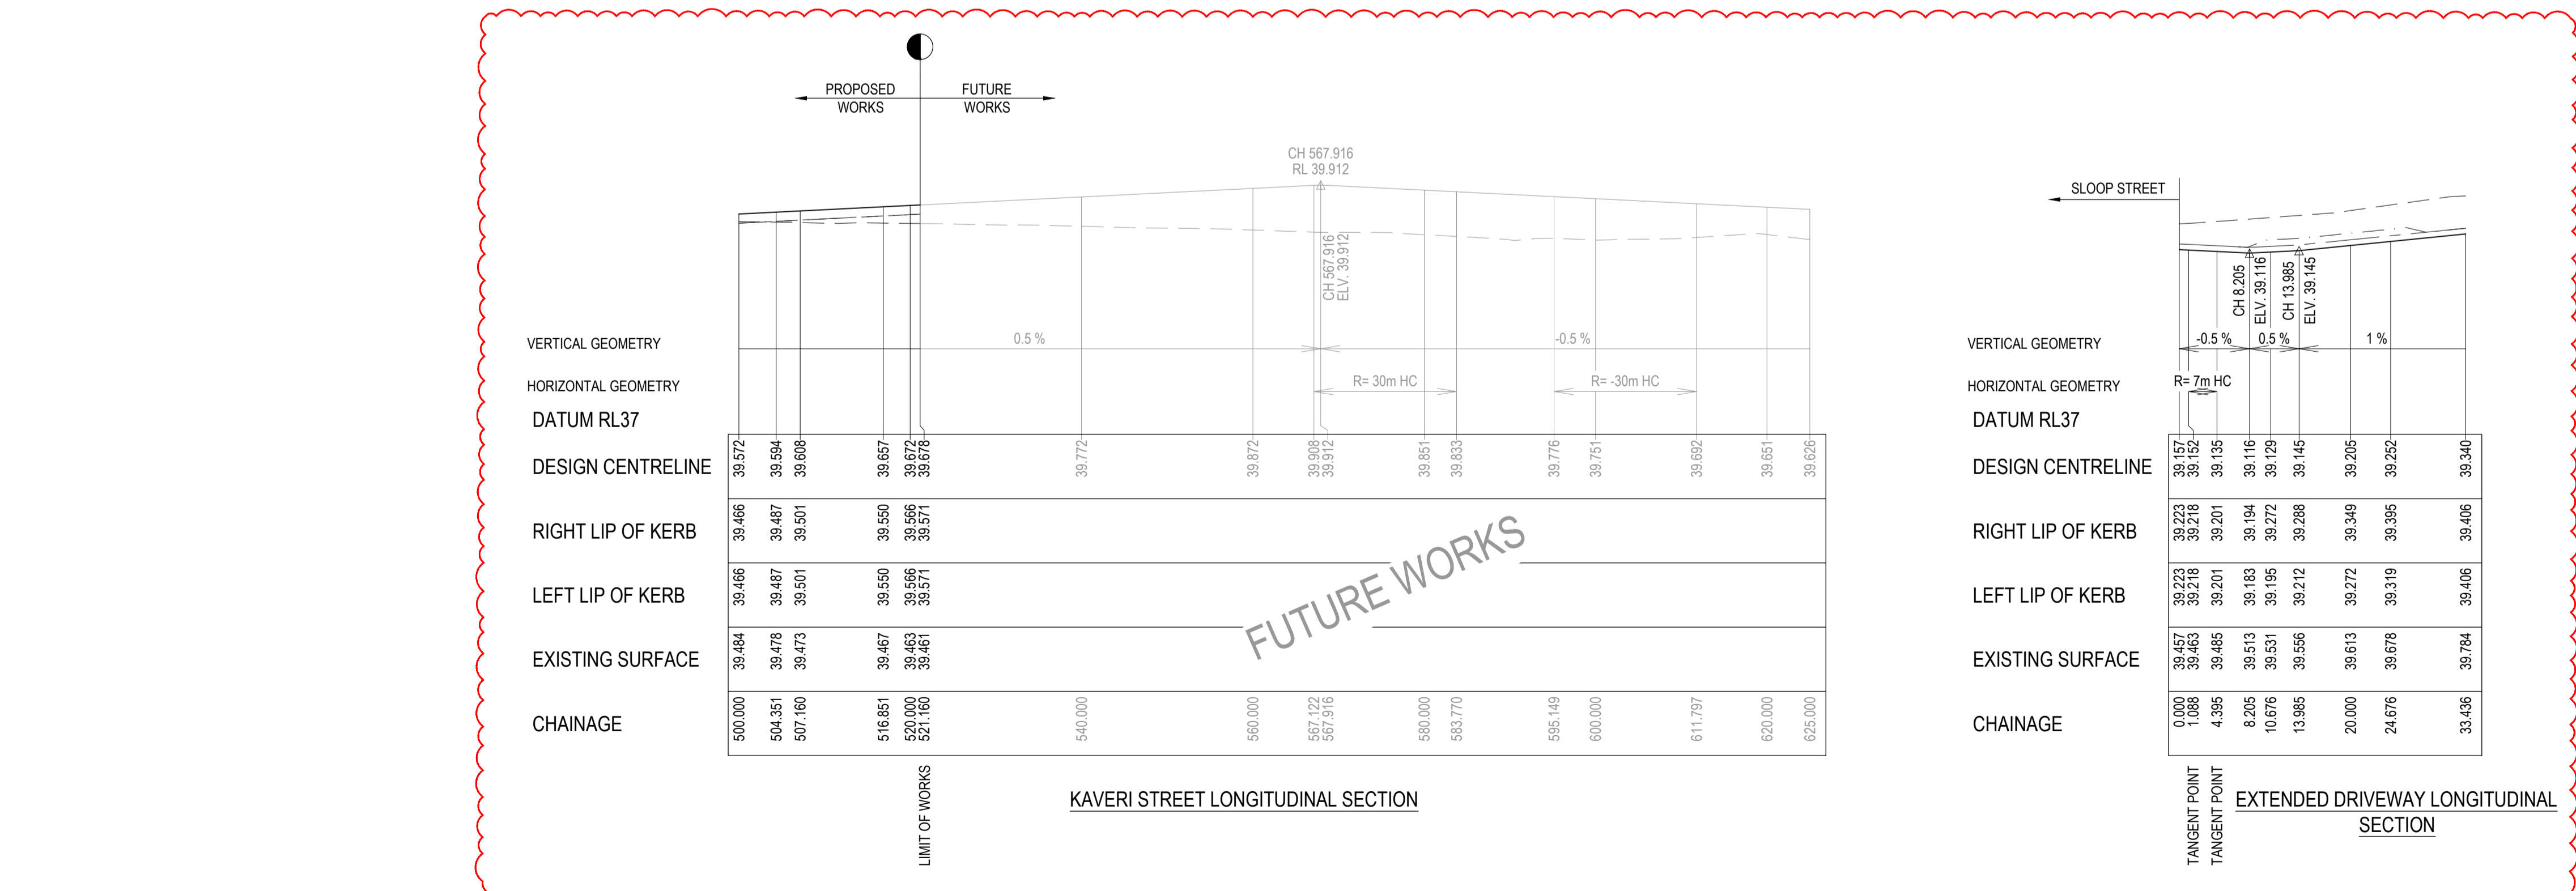 PROPOSED
WORKS
FUTURE
WORKS
CH 567.916
RL 39.912
CH 567.916
ELV. 39.912
VERTICAL GEOMETRY
0.5 %
-0.5 %
HORIZONTAL GEOMETRY
R= 30m HC
R= -30m HC
DATUM RL37
DESIGN CENTRELINE
39.572 39.594 39.608 39.657 39.672 39.678 39.772 39.872 39.908 39.912 39.851 39.833 39.776 39.751 39.692 39.651 39.626
RIGHT LIP OF KERB
39.466 39.487 39.501 39.550 39.566 39.571
LEFT LIP OF KERB
39.466 39.487 39.501 39.550 39.566 39.571
EXISTING SURFACE
39.484 39.478 39.473 39.467 39.463 39.461
CHAINAGE
500.000 504.351 507.160 516.851 520.000 521.160 540.000 560.000 567.122 567.916 580.000 583.770 595.149 600.000 611.797 620.000 625.000
FUTURE WORKS
LIMIT OF WORKS
KAVERI STREET LONGITUDINAL SECTION
SLOOP STREET
CH 8.205
ELV. 39.116
CH 13.985
ELV. 39.145
VERTICAL GEOMETRY
-0.5 %
0.5 %
1 %
HORIZONTAL GEOMETRY
R= 7m HC
DATUM RL37
DESIGN CENTRELINE
39.157 39.152 39.135 39.116 39.129 39.145 39.205 39.252 39.340
RIGHT LIP OF KERB
39.223 39.218 39.201 39.194 39.272 39.288 39.349 39.395 39.406
LEFT LIP OF KERB
39.223 39.218 39.201 39.183 39.195 39.212 39.272 39.319 39.406
EXISTING SURFACE
39.457 39.463 39.485 39.513 39.531 39.556 39.613 39.678 39.784
CHAINAGE
0.000 1.088 4.395 8.205 10.676 13.985 20.000 24.676 33.436
TANGENT POINT
TANGENT POINT
EXTENDED DRIVEWAY LONGITUDINAL
SECTION